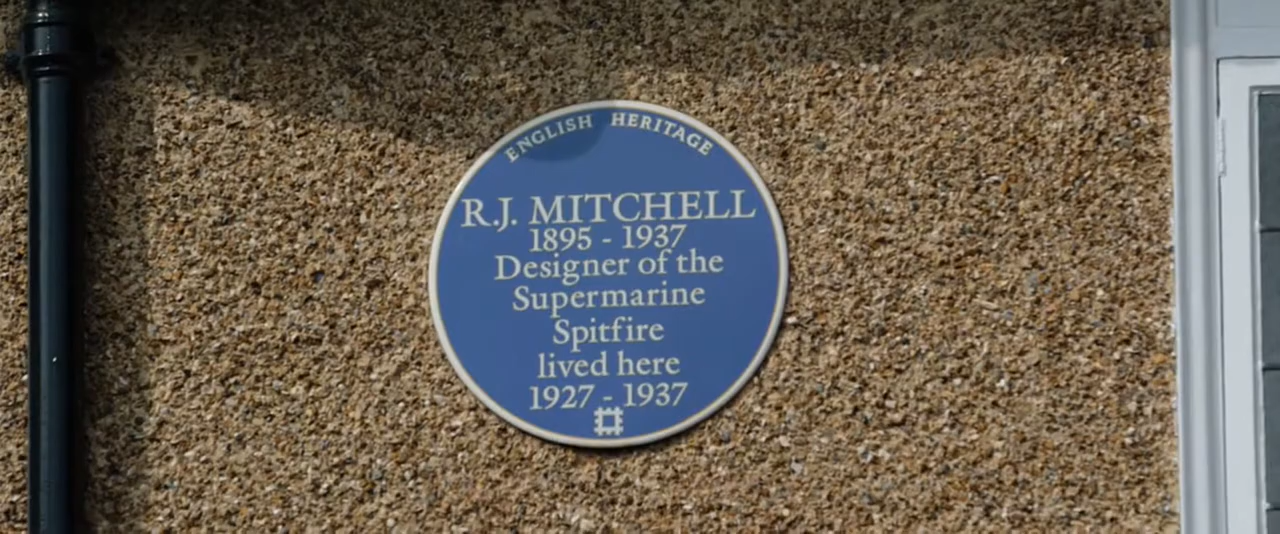 ENGLISH HERITAGE
R.J. MITCHELL
1895 - 1937
Designer of the
Supermarine
Spitfire
lived here
1927 - 1937